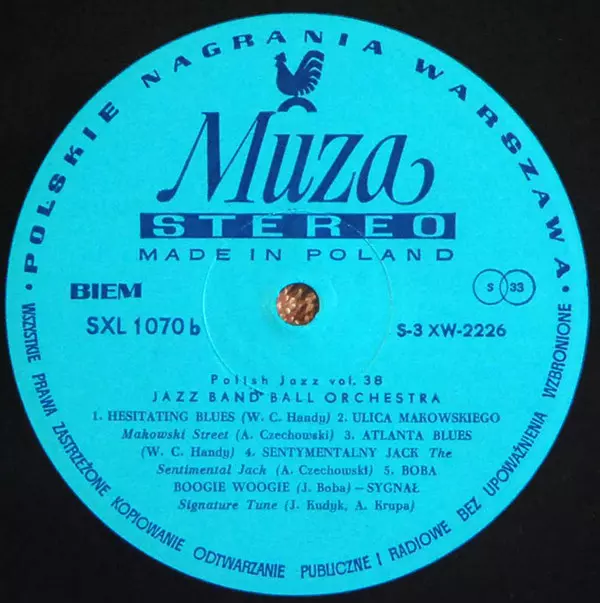 • POLSKIE NAGRANIA WARSZAWA •
Muza
STEREO
MADE IN POLAND
BIEM
S 33
SXL 1070 b
S-3 XW-2226
Polish Jazz vol. 38
JAZZ BAND BALL ORCHESTRA
1. HESITATING BLUES (W. C. Handy) 2. ULICA MAKOWSKIEGO
Makowski Street (A. Czechowski) 3. ATLANTA BLUES
(W. C. Handy) 4. SENTYMENTALNY JACK The
Sentimental Jack (A. Czechowski) 5. BOBA
BOOGIE WOOGIE (J. Boba) — SYGNAŁ
Signature Tune (J. Kudyk, A. Krupa)
WSZYSTKIE PRAWA ZASTRZEŻONE KOPIOWANIE ODTWARZANIE PUBLICZNE I RADIOWE BEZ UPOWAŻNIENIA WZBRONIONE